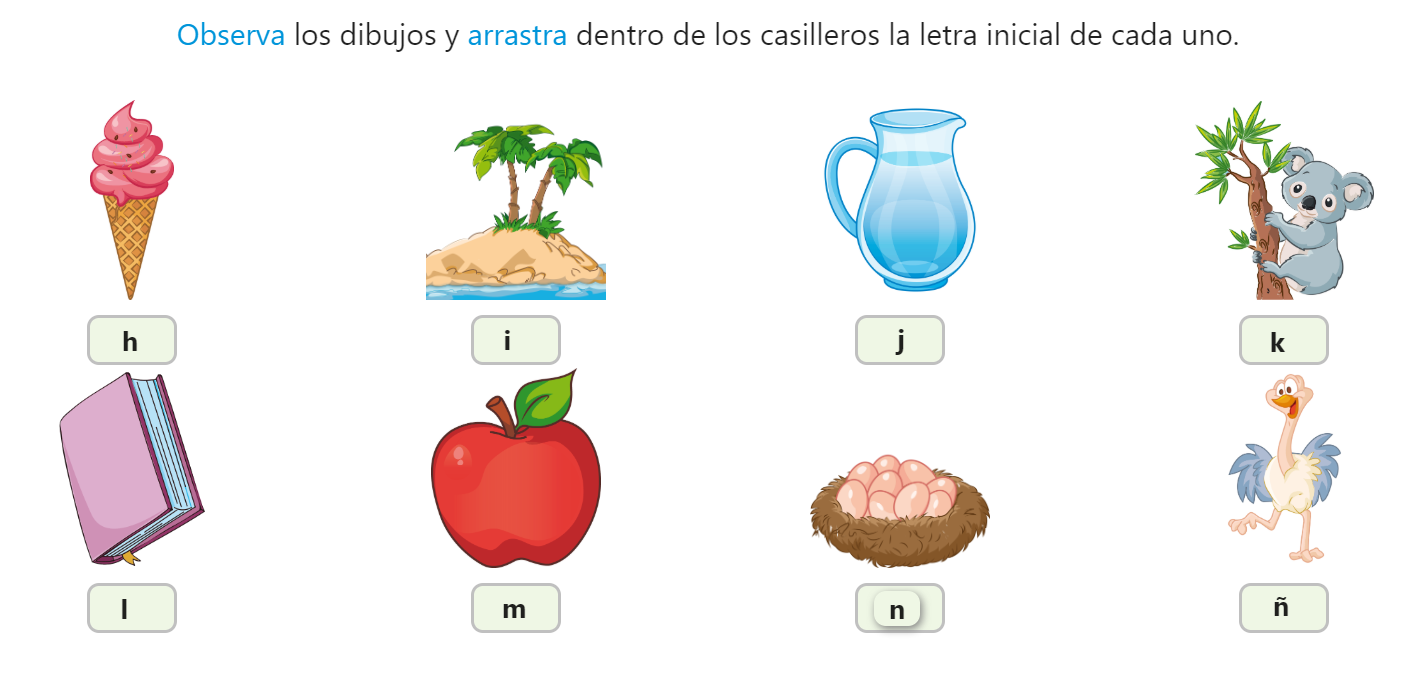 Observa los dibujos y arrastra dentro de los casilleros la letra inicial de cada uno.
h
i
j
k
l
m
n
ñ